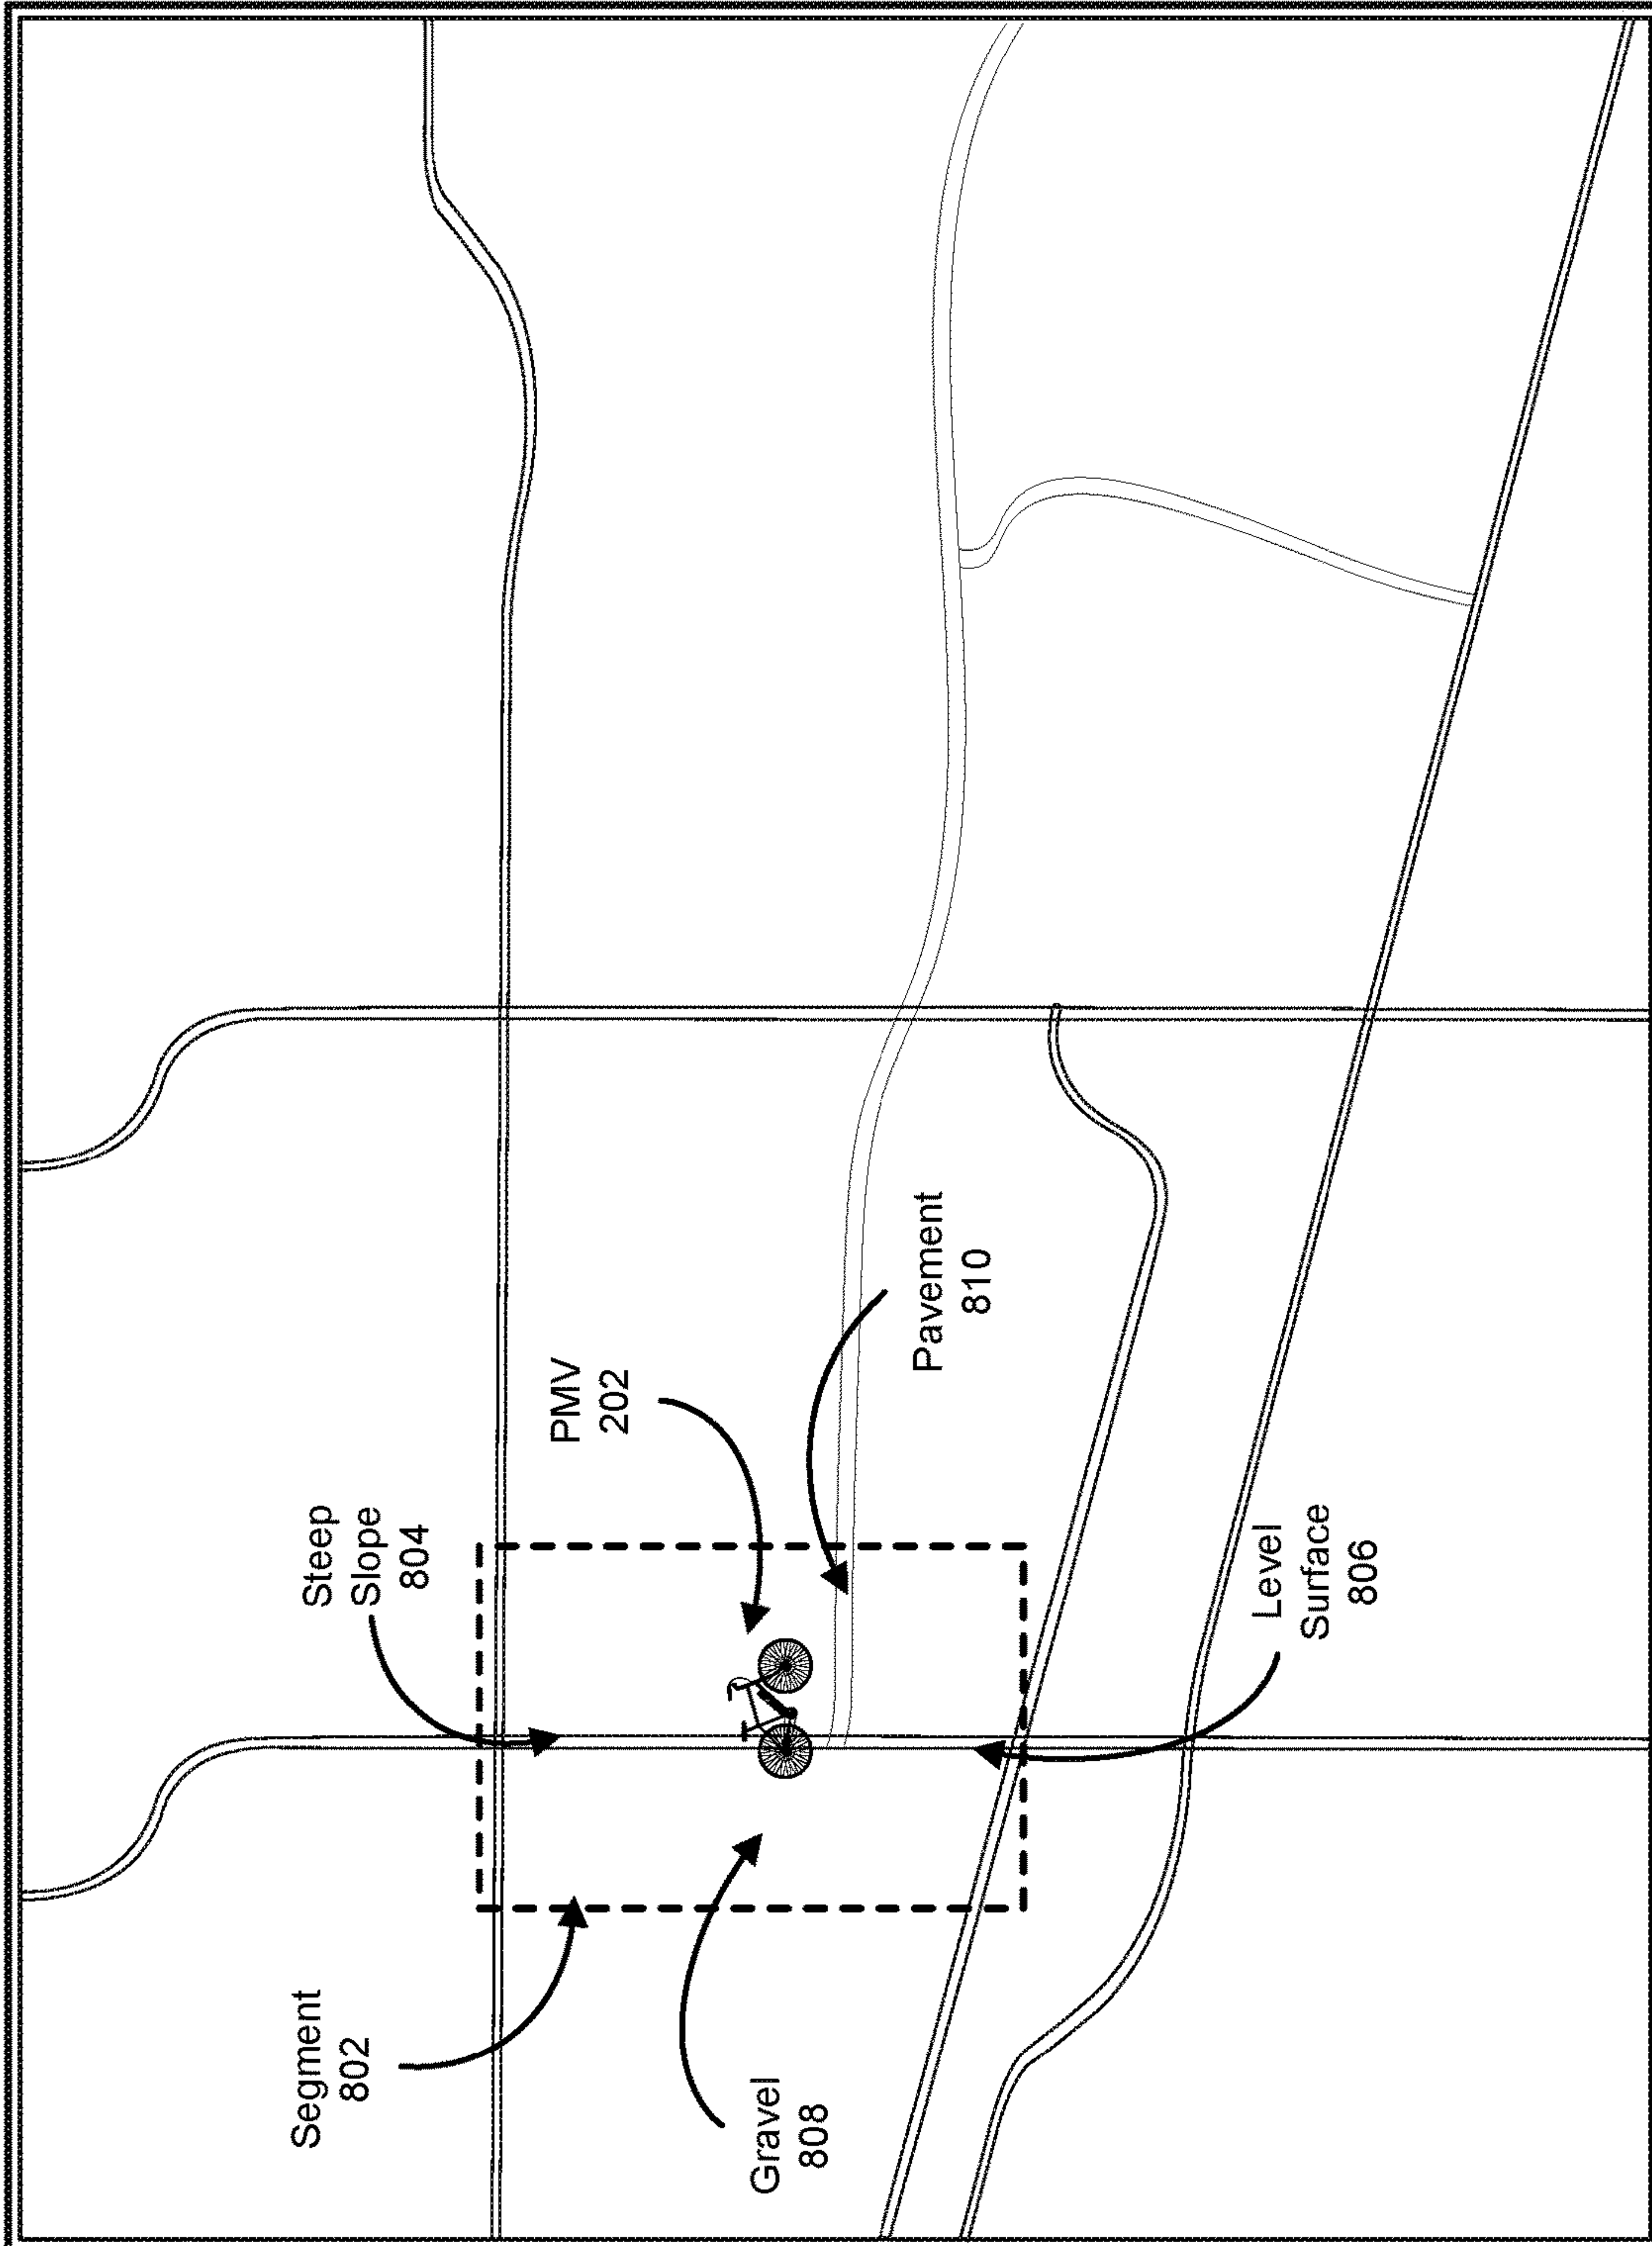 Segment
802
Steep
Slope
804
PMV
202
Gravel
808
Pavement
810
Level
Surface
806